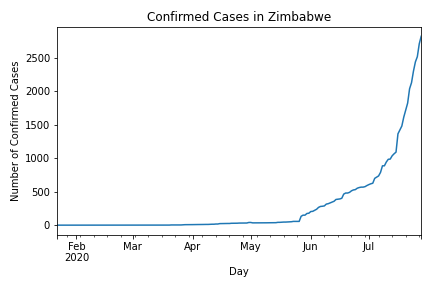 Confirmed Cases in Zimbabwe
Number of Confirmed Cases
2500
2000
1500
1000
500
0
Feb Mar Apr May Jun Jul
2020
Day